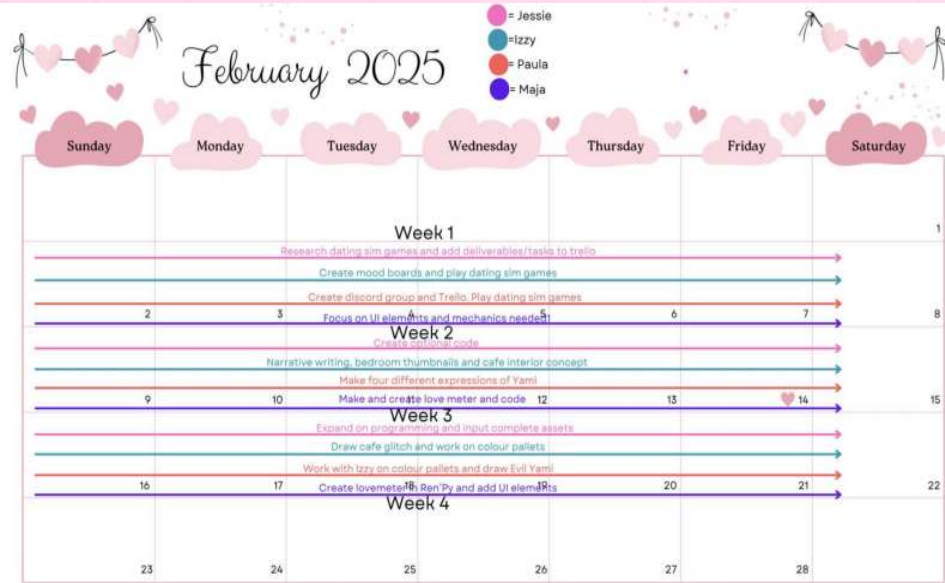 February 2025
= Jessie
=Izzy
= Paula
= Maja
Sunday Monday Tuesday Wednesday Thursday Friday Saturday
1
Week 1
Research dating sim games and add deliverables/tasks to trello
Create mood boards and play dating sim games
Create discord group and Trello. Play dating sim games
2 3 4 5 6 7 8
Focus on UI elements and mechanics needed!
Week 2
Create optional code
Narrative writing, bedroom thumbnails and cafe interior concept
Make four different expressions of Yami
9 10 11 12 13 14 15
Make and create love meter and code
Week 3
Expand on programming and input complete assets
Draw cafe glitch and work on colour pallets
Work with Izzy on colour pallets and draw Evil Yami
16 17 18 19 20 21 22
Create lovemeter in Ren'Py and add UI elements
Week 4
23 24 25 26 27 28